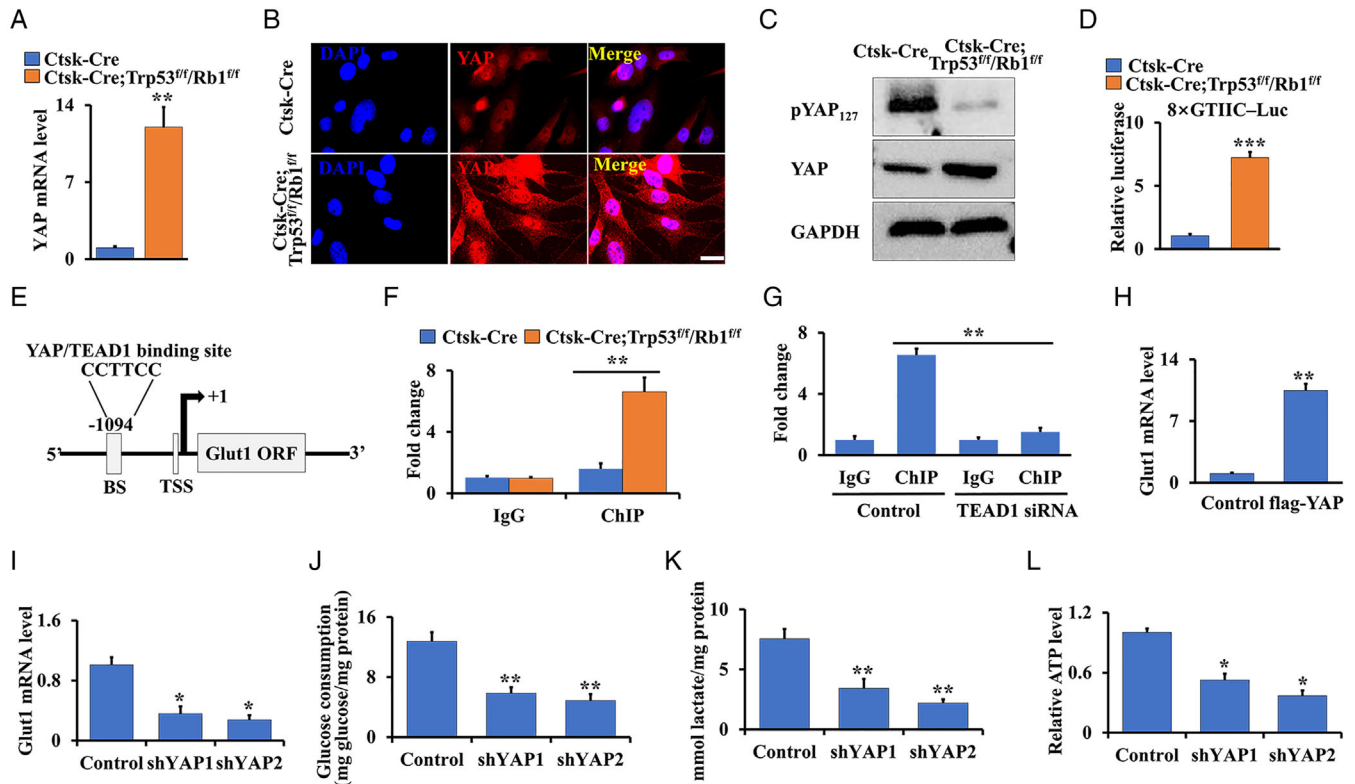 A
Ctsk-Cre
Ctsk-Cre;Trp53f/f/Rb1f/f
YAP mRNA level
14
7
0
**
B
DAPI
YAP
Merge
Ctsk-Cre
DAPI
YAP
Merge
Ctsk-Cre;
Trp53f/f/Rb1f/f
C
Ctsk-Cre
Ctsk-Cre;
Trp53f/f/Rb1f/f
pYAP127
YAP
GAPDH
D
Ctsk-Cre
Ctsk-Cre;Trp53f/f/Rb1f/f
8×GTIIC–Luc
Relative luciferase
10
5
0
***
E
YAP/TEAD1 binding site
CCTTCC
-1094
+1
5’
Glut1 ORF
3’
BS
TSS
F
Ctsk-Cre
Ctsk-Cre;Trp53f/f/Rb1f/f
Fold change
8
4
0
**
IgG
ChIP
G
Fold change
8
4
0
**
IgG ChIP IgG ChIP
Control TEAD1 siRNA
H
Glut1 mRNA level
14
7
0
**
Control flag-YAP
I
Glut1 mRNA level
1.6
0.8
0
*
*
Control shYAP1 shYAP2
J
Glucose consumption
(mg glucose/mg protein)
16
8
0
**
**
Control shYAP1 shYAP2
K
mmol lactate/mg protein
10
5
0
**
**
Control shYAP1 shYAP2
L
Relative ATP level
1.2
0.6
0
*
*
Control shYAP1 shYAP2